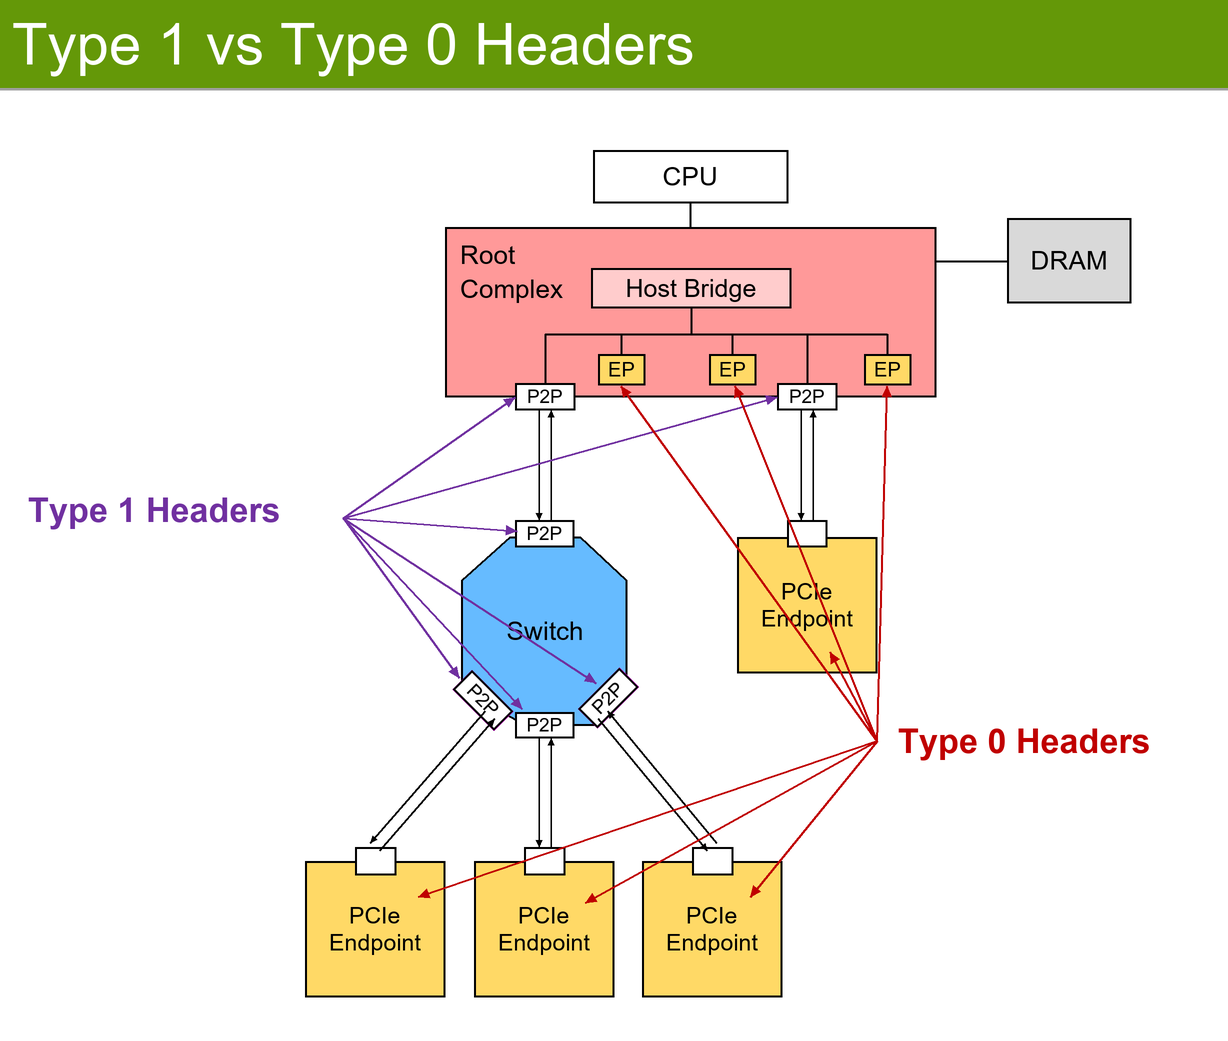 Type 1 vs Type 0 Headers
CPU
Root
Complex
Host Bridge
DRAM
EP
EP
EP
P2P
P2P
Type 1 Headers
P2P
Switch
PCIe
Endpoint
P2P
P2P
P2P
Type 0 Headers
PCIe
Endpoint
PCIe
Endpoint
PCIe
Endpoint